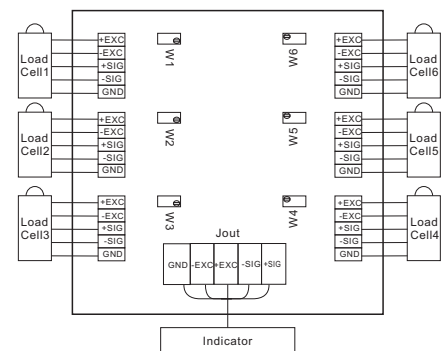 Load
Cell1
+EXC
-EXC
+SIG
-SIG
GND
W1
W6
+EXC
-EXC
+SIG
-SIG
GND
Load
Cell6
Load
Cell2
+EXC
-EXC
+SIG
-SIG
GND
W2
W5
+EXC
-EXC
+SIG
-SIG
GND
Load
Cell5
Load
Cell3
+EXC
-EXC
+SIG
-SIG
GND
W3
W4
+EXC
-EXC
+SIG
-SIG
GND
Load
Cell4
Jout
GND -EXC +EXC -SIG +SIG
Indicator